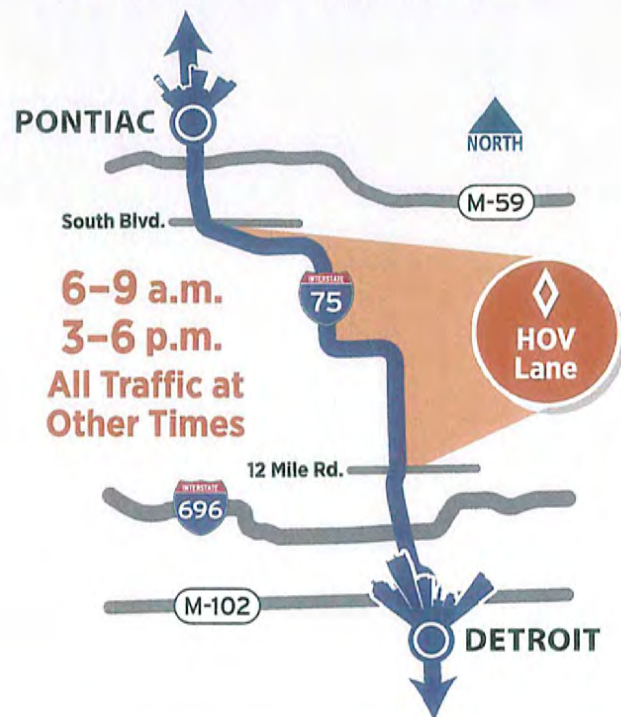 PONTIAC
NORTH
M-59
South Blvd.
INTERSTATE
75
6–9 a.m.
3–6 p.m.
All Traffic at
Other Times
HOV
Lane
12 Mile Rd.
INTERSTATE
696
M-102
DETROIT